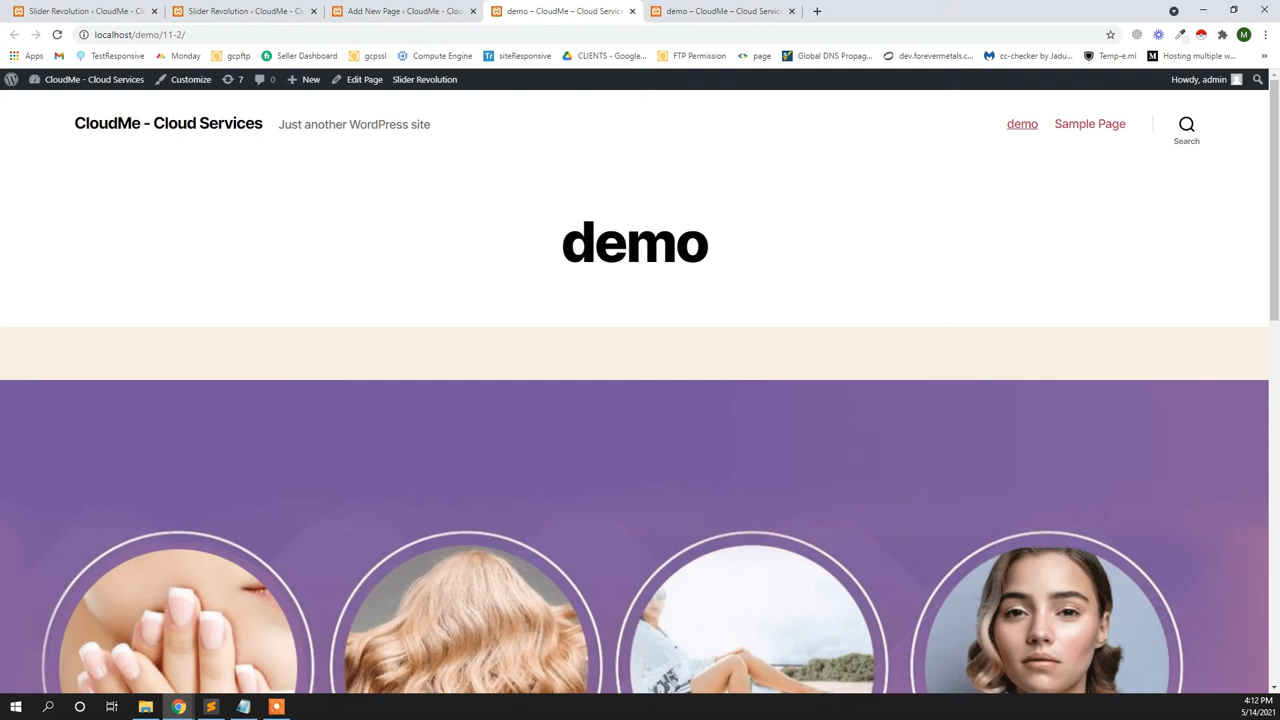 Slider Revolution ‹ CloudMe - Cl
Slider Revolution ‹ CloudMe - Cl
Add New Page ‹ CloudMe - Cloud
demo – CloudMe – Cloud Service
demo – CloudMe – Cloud Service
localhost/demo/11-2/
M
Apps
TestResponsive
Monday
gcpftp
Seller Dashboard
gcpssl
Compute Engine
siteResponsive
CLIENTS - Google...
FTP Permission
page
Global DNS Propag...
dev.forevermetals.c...
cc-checker by Jadu...
Temp-e.ml
Hosting multiple w...
CloudMe - Cloud Services
Customize
7
0
New
Edit Page
Slider Revolution
Howdy, admin
CloudMe - Cloud Services
Just another WordPress site
demo
Sample Page
Search
demo
4:12 PM
5/14/2021